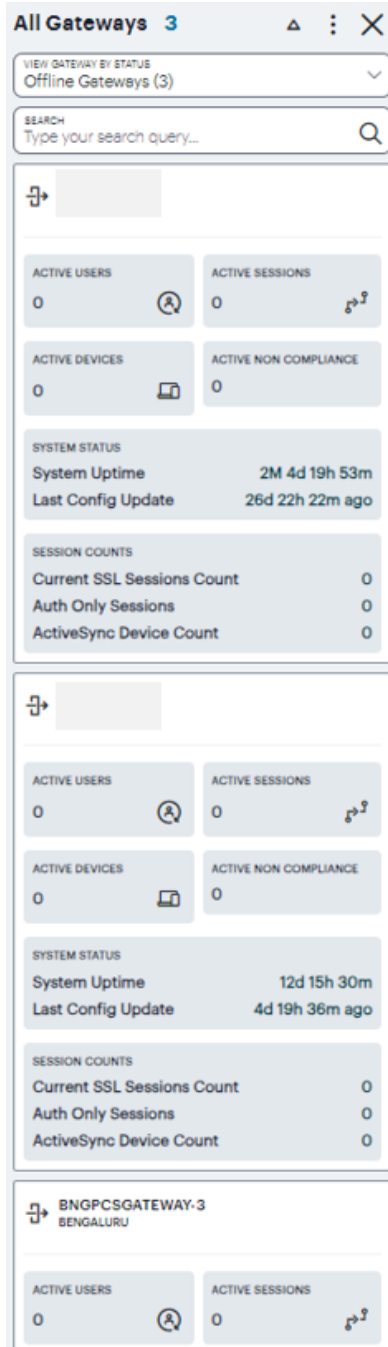 All Gateways 3
VIEW GATEWAY BY STATUS
Offline Gateways (3)
SEARCH
Type your search query...
ACTIVE USERS
0
ACTIVE SESSIONS
0
ACTIVE DEVICES
0
ACTIVE NON COMPLIANCE
0
SYSTEM STATUS
System Uptime 2M 4d 19h 53m
Last Config Update 26d 22h 22m ago
SESSION COUNTS
Current SSL Sessions Count 0
Auth Only Sessions 0
ActiveSync Device Count 0
ACTIVE USERS
0
ACTIVE SESSIONS
0
ACTIVE DEVICES
0
ACTIVE NON COMPLIANCE
0
SYSTEM STATUS
System Uptime 12d 15h 30m
Last Config Update 4d 19h 36m ago
SESSION COUNTS
Current SSL Sessions Count 0
Auth Only Sessions 0
ActiveSync Device Count 0
BNGPCSGATEWAY-3
BENGALURU
ACTIVE USERS
0
ACTIVE SESSIONS
0